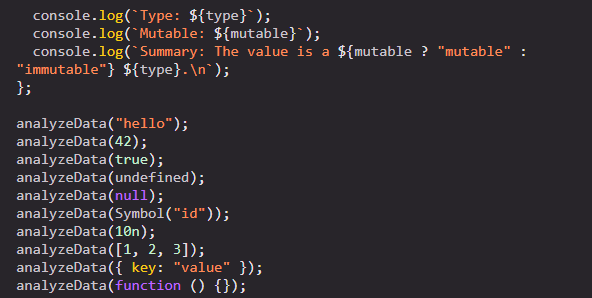 console.log(`Type: ${type}`);
console.log(`Mutable: ${mutable}`);
console.log(`Summary: The value is a ${mutable ? "mutable" :
"immutable"} ${type}.\n`);
};
analyzeData("hello");
analyzeData(42);
analyzeData(true);
analyzeData(undefined);
analyzeData(null);
analyzeData(Symbol("id"));
analyzeData(10n);
analyzeData([1, 2, 3]);
analyzeData({ key: "value" });
analyzeData(function () {});